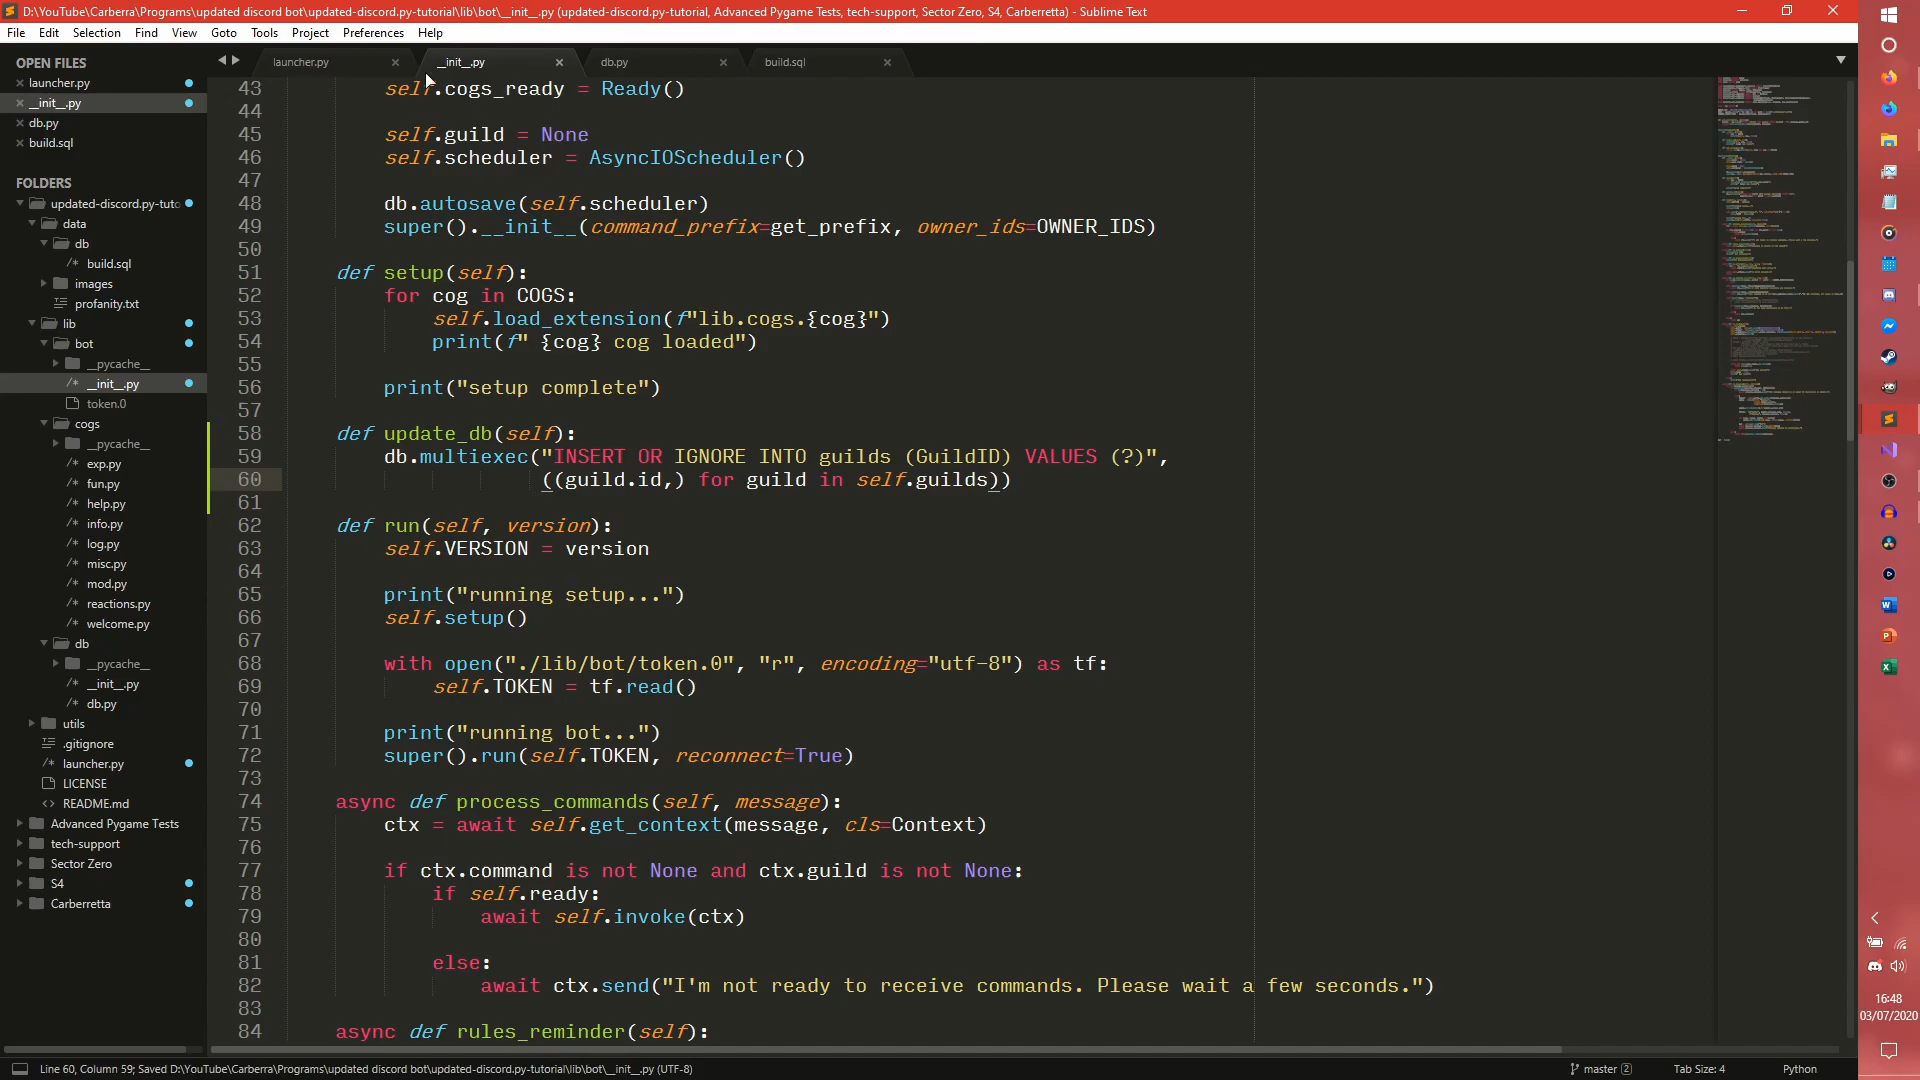 D:\YouTube\Carberra\Programs\updated discord bot\updated-discord.py-tutorial\lib\bot\__init__.py (updated-discord.py-tutorial, Advanced Pygame Tests, tech-support, Sector Zero, S4, Carberretta) - Sublime Text
File Edit Selection Find View Goto Tools Project Preferences Help
OPEN FILES
launcher.py
__init__.py
db.py
build.sql
FOLDERS
updated-discord.py-tuto
data
db
build.sql
images
profanity.txt
lib
bot
__pycache__
__init__.py
token.0
cogs
__pycache__
exp.py
fun.py
help.py
info.py
log.py
misc.py
mod.py
reactions.py
welcome.py
db
__pycache__
__init__.py
db.py
utils
.gitignore
launcher.py
LICENSE
README.md
Advanced Pygame Tests
tech-support
Sector Zero
S4
Carberretta
launcher.py __init__.py db.py build.sql
43 self.cogs_ready = Ready()
44
45 self.guild = None
46 self.scheduler = AsyncIOScheduler()
47
48 db.autosave(self.scheduler)
49 super().__init__(command_prefix=get_prefix, owner_ids=OWNER_IDS)
50
51 def setup(self):
52 for cog in COGS:
53 self.load_extension(f"lib.cogs.{cog}")
54 print(f" {cog} cog loaded")
55
56 print("setup complete")
57
58 def update_db(self):
59 db.multiexec("INSERT OR IGNORE INTO guilds (GuildID) VALUES (?)",
60 ((guild.id,) for guild in self.guilds))
61
62 def run(self, version):
63 self.VERSION = version
64
65 print("running setup...")
66 self.setup()
67
68 with open("./lib/bot/token.0", "r", encoding="utf-8") as tf:
69 self.TOKEN = tf.read()
70
71 print("running bot...")
72 super().run(self.TOKEN, reconnect=True)
73
74 async def process_commands(self, message):
75 ctx = await self.get_context(message, cls=Context)
76
77 if ctx.command is not None and ctx.guild is not None:
78 if self.ready:
79 await self.invoke(ctx)
80
81 else:
82 await ctx.send("I'm not ready to receive commands. Please wait a few seconds.")
83
84 async def rules_reminder(self):
Line 60, Column 59; Saved D:\YouTube\Carberra\Programs\updated discord bot\updated-discord.py-tutorial\lib\bot\__init__.py (UTF-8)
master 2
Tab Size: 4
Python
16:48
03/07/2020